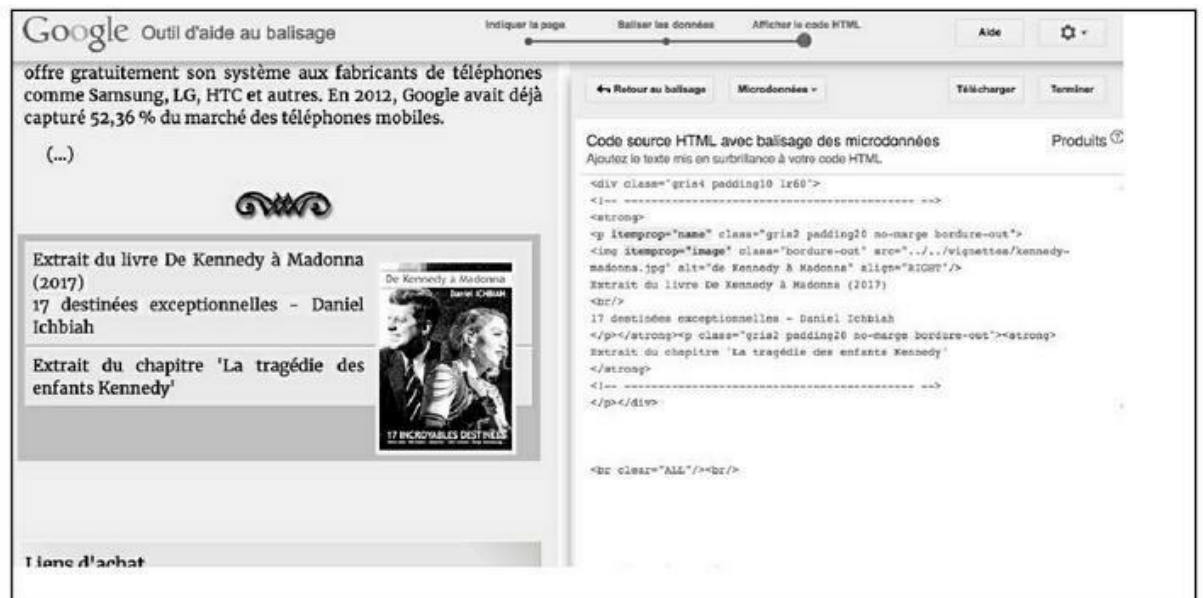 Google Outil d'aide au balisage
Indiquer la page
Baliser les données
Afficher le code HTML
Aide
offre gratuitement son système aux fabricants de téléphones
comme Samsung, LG, HTC et autres. En 2012, Google avait déjà
capturé 52,36 % du marché des téléphones mobiles.
(...)
Extrait du livre De Kennedy à Madonna
(2017)
17 destinées exceptionnelles - Daniel
Ichbiah
Extrait du chapitre 'La tragédie des
enfants Kennedy'
De Kennedy à Madonna
Daniel ICHBIAH
17 INCROYABLES DESTINÉES
Liens d'achat
Retour au balisage
Microdonnées
Télécharger
Terminer
Code source HTML avec balisage des microdonnées
Produits ?
Ajoutez le texte mis en surbrillance à votre code HTML.
<div class="gris4 padding10 lr60">
<!-- ------------------------------------------- -->
<strong>
<p itemprop="name" class="gris2 padding20 no-marge bordure-out">
<img itemprop="image" class="bordure-out" src="../../vignettes/kennedy-
madonna.jpg" alt="de Kennedy à Madonna" align="RIGHT"/>
Extrait du livre De Kennedy à Madonna (2017)
<br/>
17 destinées exceptionnelles - Daniel Ichbiah
</p></strong><p class="gris2 padding20 no-marge bordure-out"><strong>
Extrait du chapitre 'La tragédie des enfants Kennedy'
</strong>
<!-- ------------------------------------------- -->
</p></div>
<br clear="ALL"/><br/>